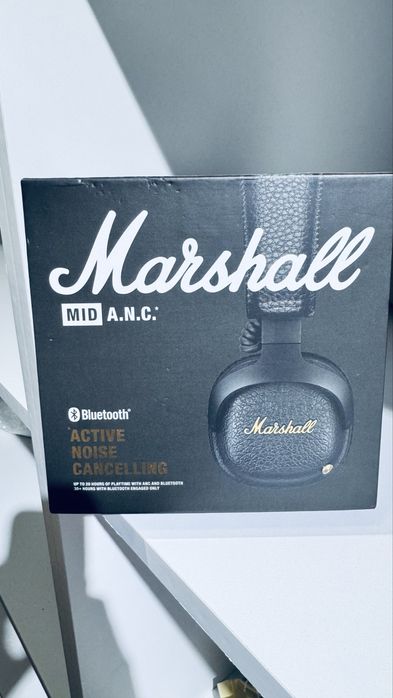 Marshall
MID A.N.C.*
Bluetooth®
*ACTIVE
NOISE
CANCELLING
UP TO 20 HOURS OF PLAYTIME WITH ANC AND BLUETOOTH
30+ HOURS WITH BLUETOOTH ENGAGED ONLY
Marshall